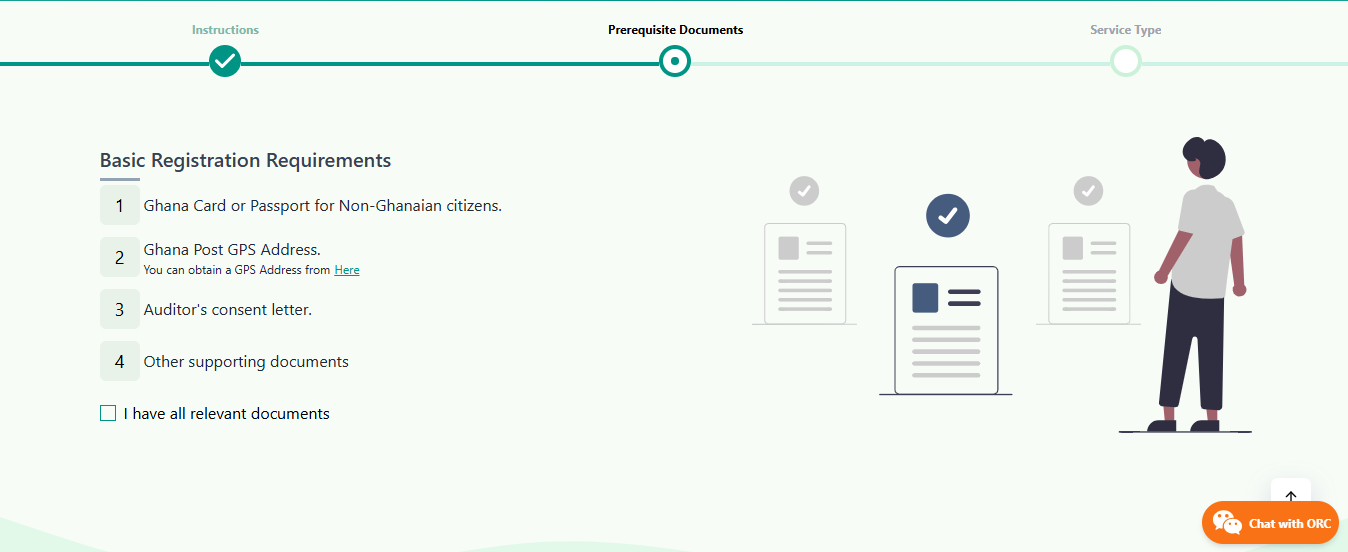 Instructions
Prerequisite Documents
Service Type
Basic Registration Requirements
1 Ghana Card or Passport for Non-Ghanaian citizens.
2 Ghana Post GPS Address.
You can obtain a GPS Address from Here
3 Auditor's consent letter.
4 Other supporting documents
I have all relevant documents
Chat with ORC